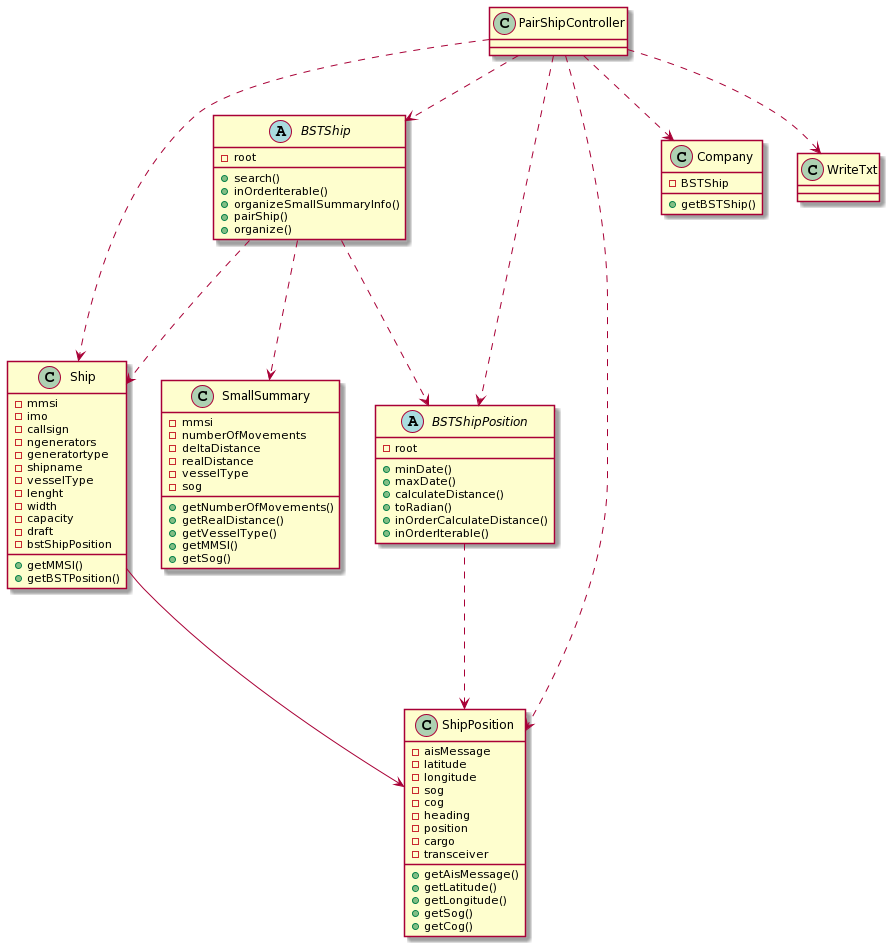 C PairShipController
A BSTShip
root
search()
inOrderIterable()
organizeSmallSummaryInfo()
pairShip()
organize()
C Company
BSTShip
getBSTShip()
C WriteTxt
C Ship
mmsi
imo
callsign
ngenerators
generatortype
shipname
vesselType
lenght
width
capacity
draft
bstShipPosition
getMMSI()
getBSTPosition()
C SmallSummary
mmsi
numberOfMovements
deltaDistance
realDistance
vesselType
sog
getNumberOfMovements()
getRealDistance()
getVesselType()
getMMSI()
getSog()
A BSTShipPosition
root
minDate()
maxDate()
calculateDistance()
toRadian()
inOrderCalculateDistance()
inOrderIterable()
C ShipPosition
aisMessage
latitude
longitude
sog
cog
heading
position
cargo
transceiver
getAisMessage()
getLatitude()
getLongitude()
getSog()
getCog()